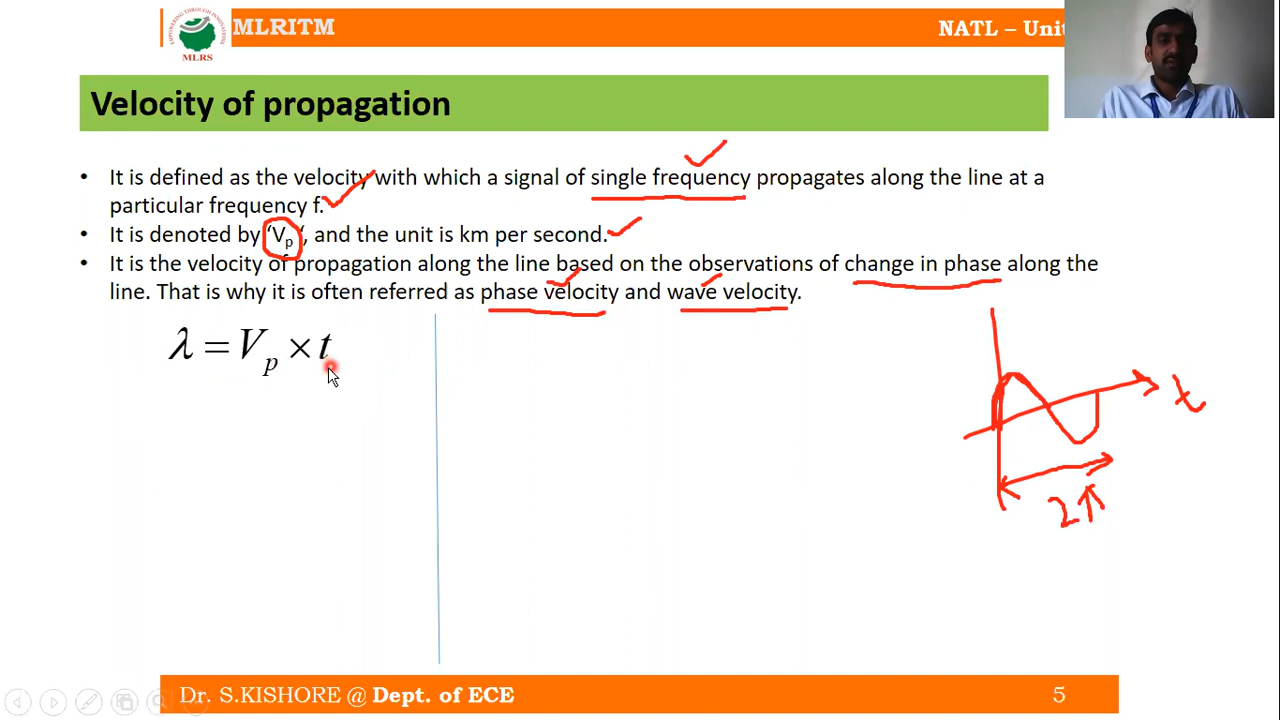 MLRITM
NATL – Unit
EMPOWERING THROUGH INNOVATIONS
MLRS
Velocity of propagation
• It is defined as the velocity with which a signal of single frequency propagates along the line at a
particular frequency f.
• It is denoted by ‘Vp‘, and the unit is km per second.
• It is the velocity of propagation along the line based on the observations of change in phase along the
line. That is why it is often referred as phase velocity and wave velocity.
λ = Vp × t
t
2π
Dr. S.KISHORE @ Dept. of ECE
5